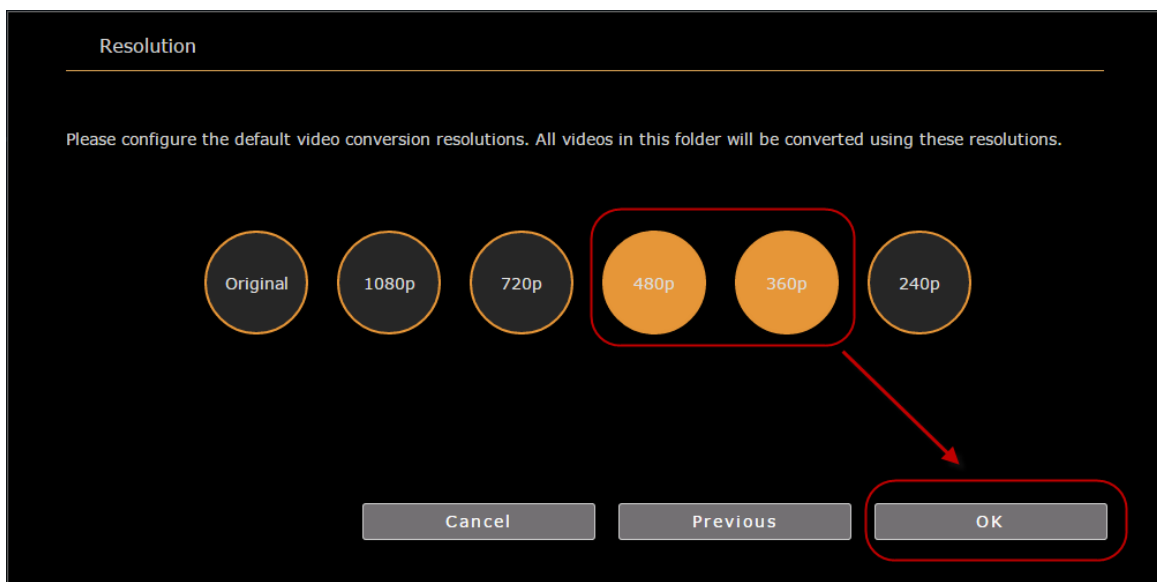 Resolution
Please configure the default video conversion resolutions. All videos in this folder will be converted using these resolutions.
Original 1080p 720p 480p 360p 240p
Cancel Previous OK